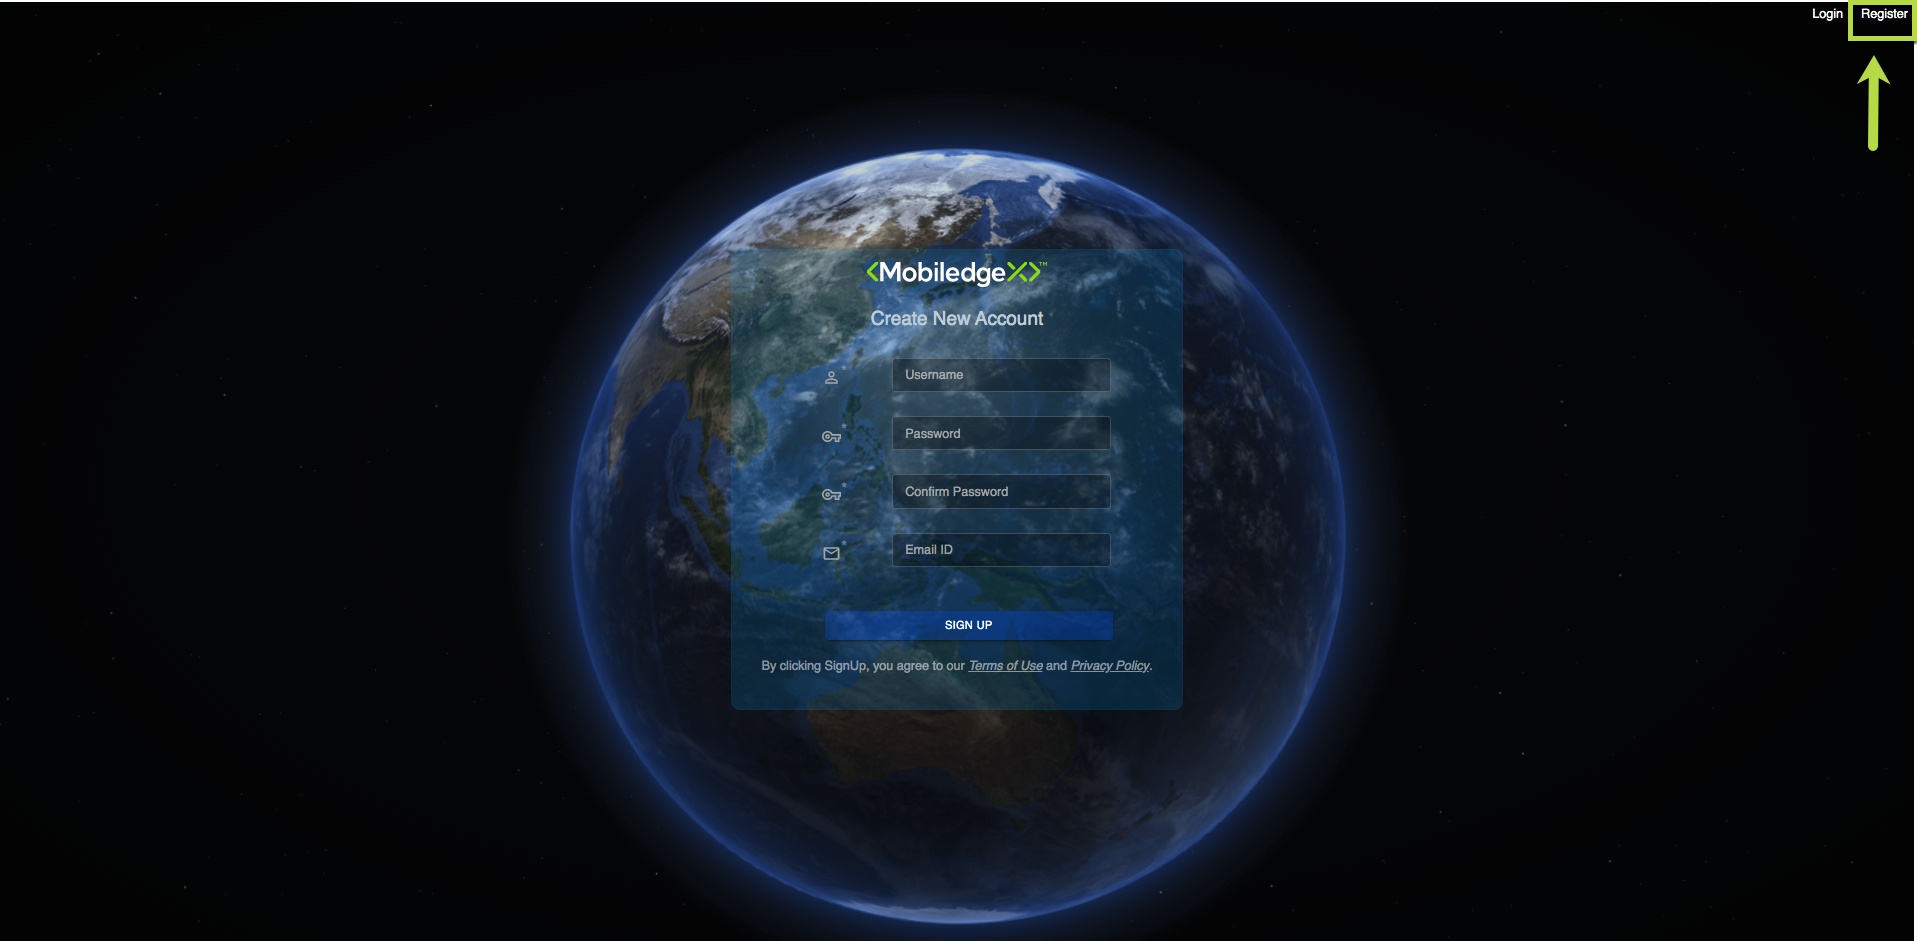 Login Register
<MobiledgeX>™
Create New Account
* Username
* Password
* Confirm Password
* Email ID
SIGN UP
By clicking SignUp, you agree to our Terms of Use and Privacy Policy.